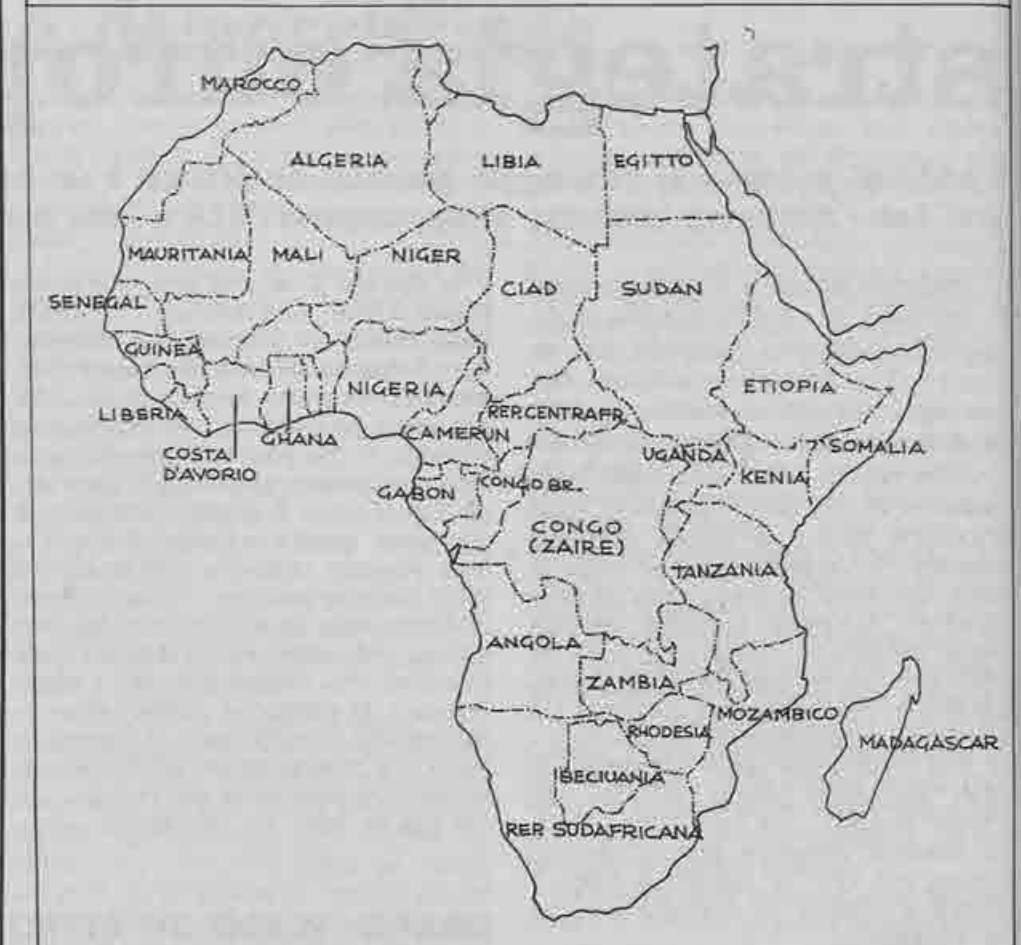 MAROCCO
ALGERIA
LIBIA
EGITTO
MAURITANIA
MALI
NIGER
CIAD
SUDAN
SENEGAL
GUINEA
NIGERIA
ETIOPIA
LIBERIA
GHANA
COSTA
D'AVORIO
REP. CENTRAFR.
CAMERUN
UGANDA
SOMALIA
KENIA
GABON
CONGO BR.
CONGO
(ZAIRE)
TANZANIA
ANGOLA
ZAMBIA
MOZAMBICO
RHODESIA
MADAGASCAR
BECIUANIA
REP. SUDAFRICANA